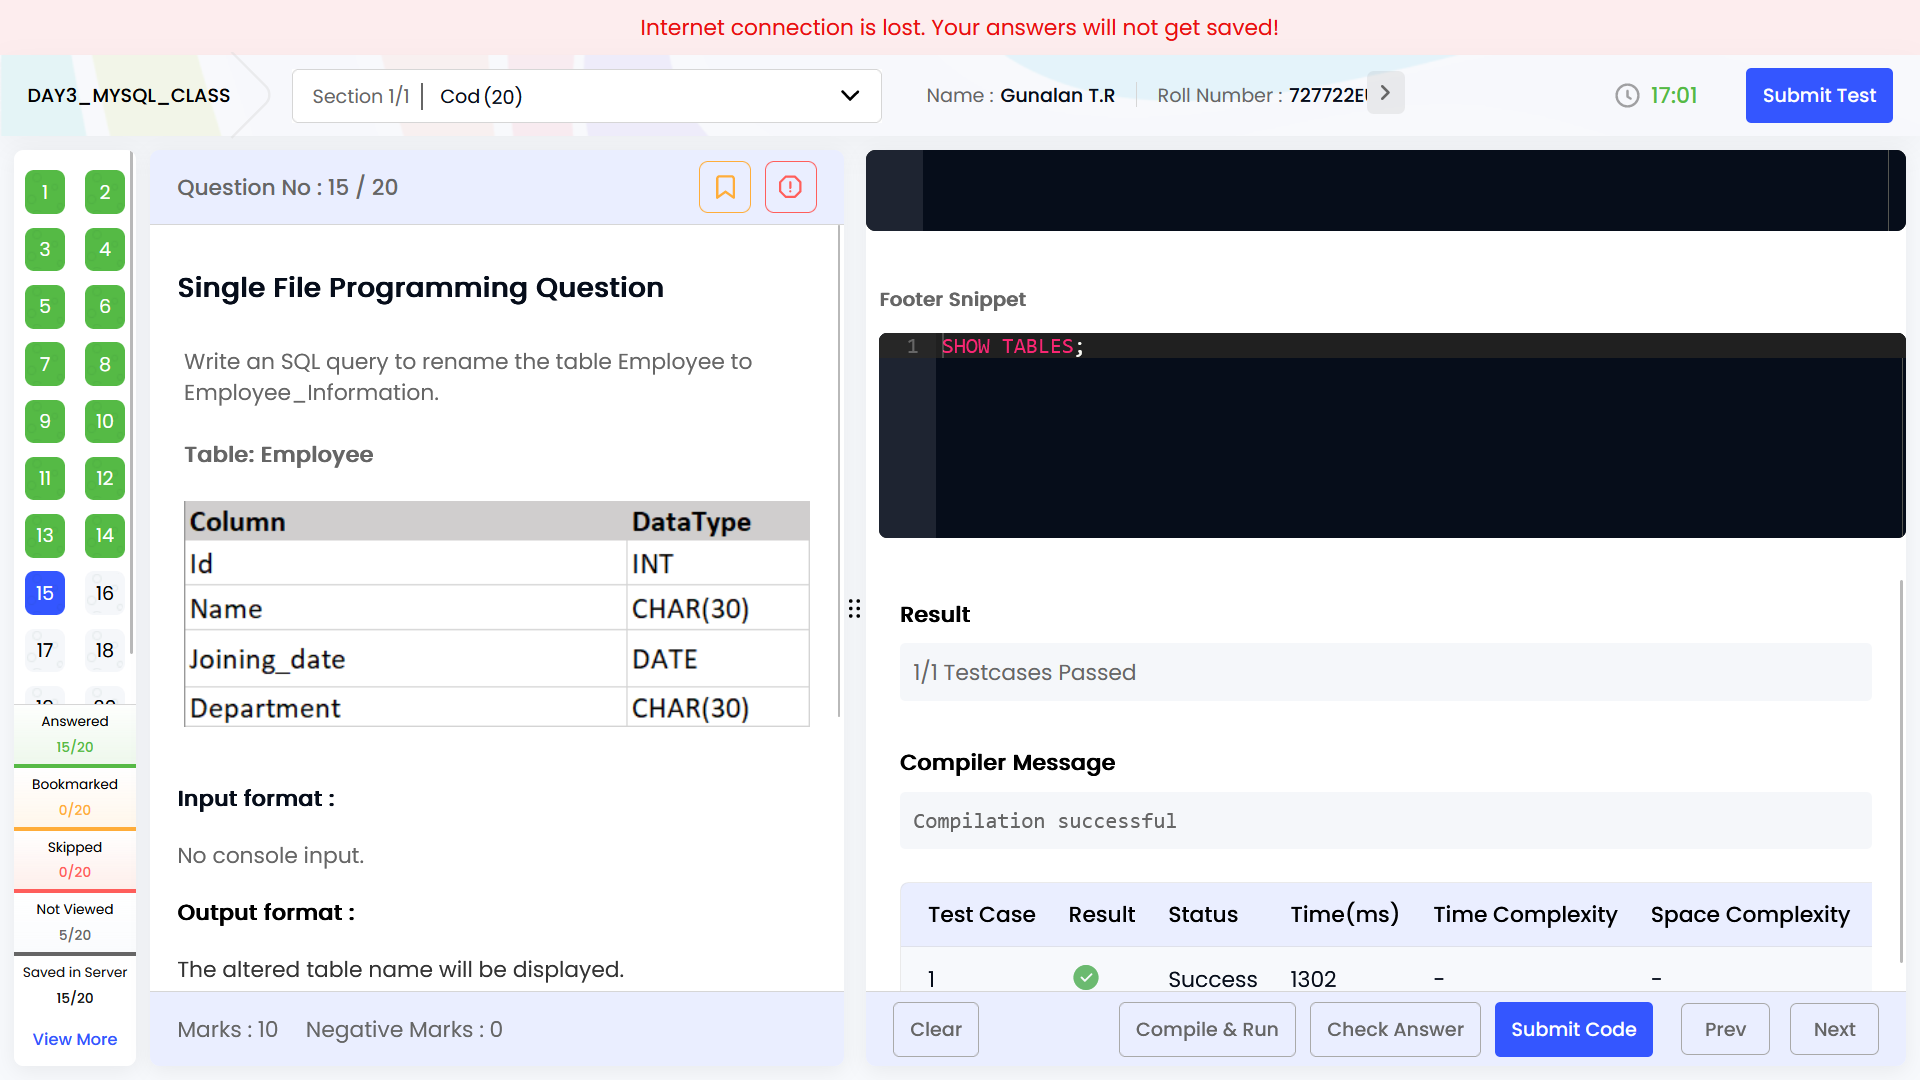 Internet connection is lost. Your answers will not get saved!
DAY3_MYSQL_CLASS
Section 1/1 | Cod (20)
Name : Gunalan T.R
Roll Number : 727722EU
17:01
Submit Test
1 2
3 4
5 6
7 8
9 10
11 12
13 14
15 16
17 18
Answered
15/20
Bookmarked
0/20
Skipped
0/20
Not Viewed
5/20
Saved in Server
15/20
View More
Question No : 15 / 20
Single File Programming Question
Write an SQL query to rename the table Employee to
Employee_Information.
Table: Employee
Column DataType
Id INT
Name CHAR(30)
Joining_date DATE
Department CHAR(30)
Input format :
No console input.
Output format :
The altered table name will be displayed.
Marks : 10 Negative Marks : 0
Footer Snippet
1 SHOW TABLES;
Result
1/1 Testcases Passed
Compiler Message
Compilation successful
Test Case Result Status Time(ms) Time Complexity Space Complexity
1 Success 1302 - -
Clear
Compile & Run
Check Answer
Submit Code
Prev
Next